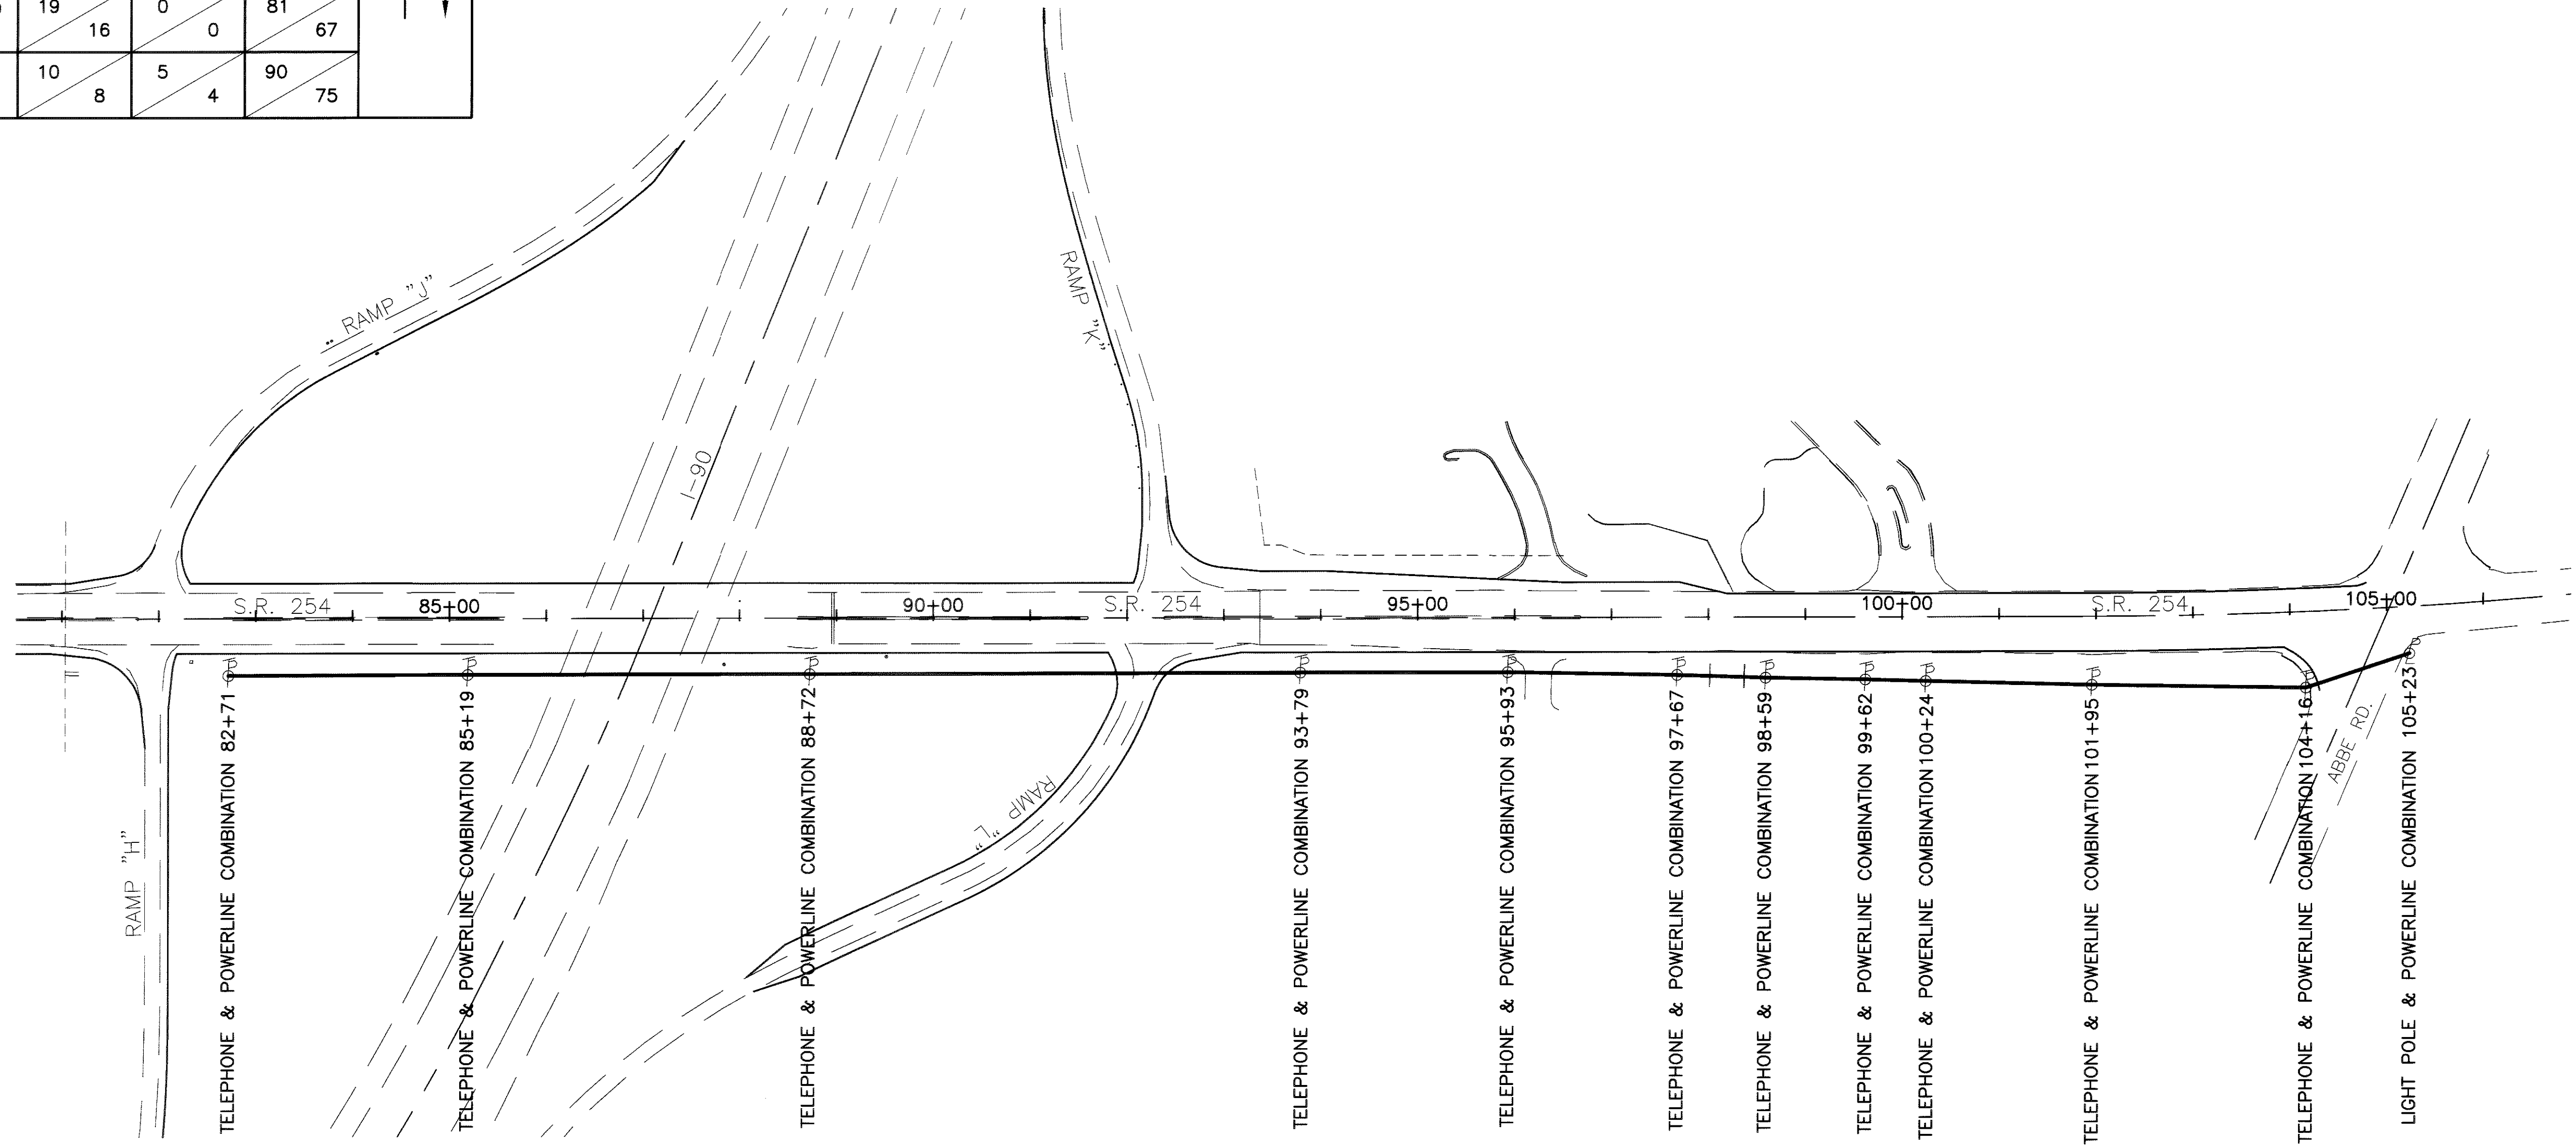 19 0 81
16 0 67
10 5 90
8 4 75
RAMP "J"
RAMP "K"
I-90
S.R. 254
85+00
90+00
S.R. 254
95+00
100+00
S.R. 254
105+00
RAMP "H"
RAMP "L"
ABBE RD.
TELEPHONE & POWERLINE COMBINATION 82+71
TELEPHONE & POWERLINE COMBINATION 85+19
TELEPHONE & POWERLINE COMBINATION 88+72
TELEPHONE & POWERLINE COMBINATION 93+79
TELEPHONE & POWERLINE COMBINATION 95+93
TELEPHONE & POWERLINE COMBINATION 97+67
TELEPHONE & POWERLINE COMBINATION 98+59
TELEPHONE & POWERLINE COMBINATION 99+62
TELEPHONE & POWERLINE COMBINATION 100+24
TELEPHONE & POWERLINE COMBINATION 101+95
TELEPHONE & POWERLINE COMBINATION 104+16
LIGHT POLE & POWERLINE COMBINATION 105+23